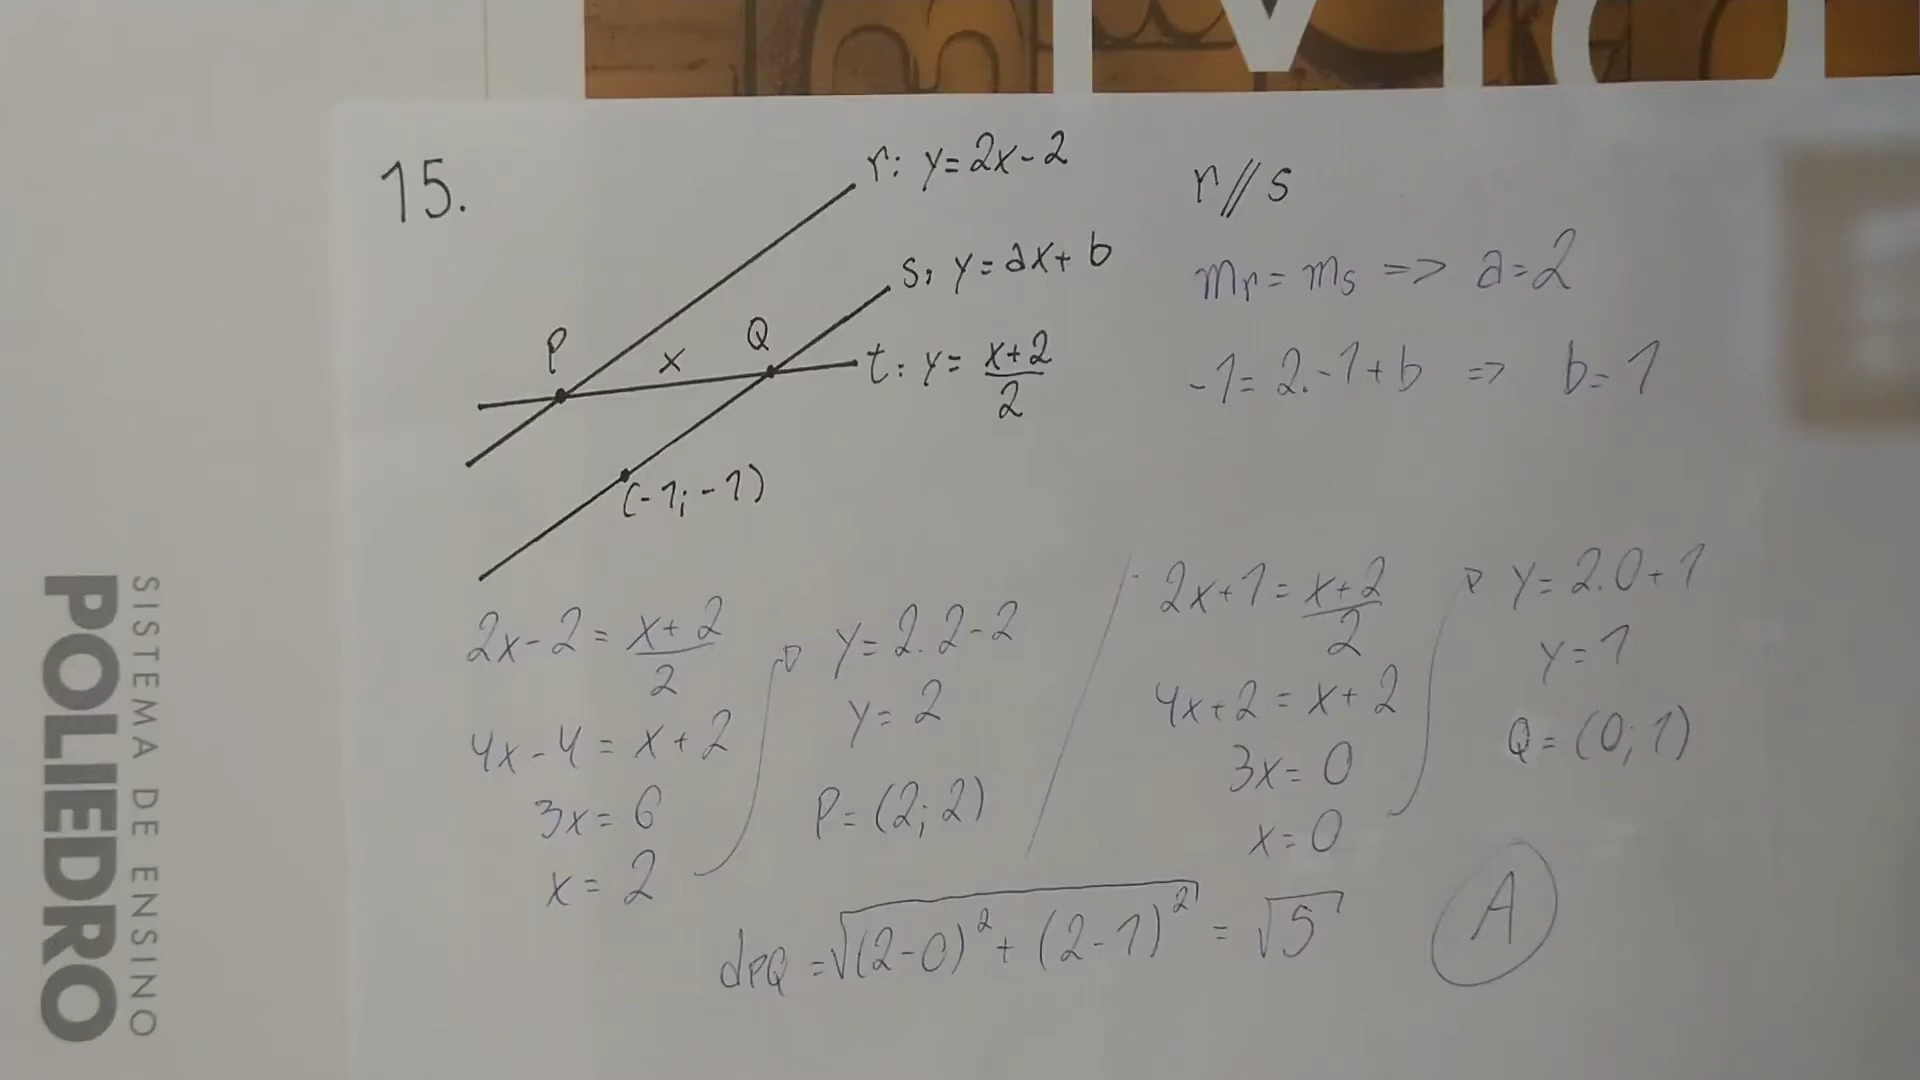 15.
r: y=2x-2
s: y=ax+b
t: y=(x+2)/2
P
x
Q
(-1;-1)
r//s
mr=ms => a=2
-1=2.-1+b => b=1
2x-2=(x+2)/2
4x-4=x+2
3x=6
x=2
y=2.2-2
y=2
P=(2;2)
2x+1=(x+2)/2
4x+2=x+2
3x=0
x=0
y=2.0+1
y=1
Q=(0;1)
dPQ=√((2-0)²+(2-1)²)=√5
A
SISTEMA DE ENSINO
POLIEDRO